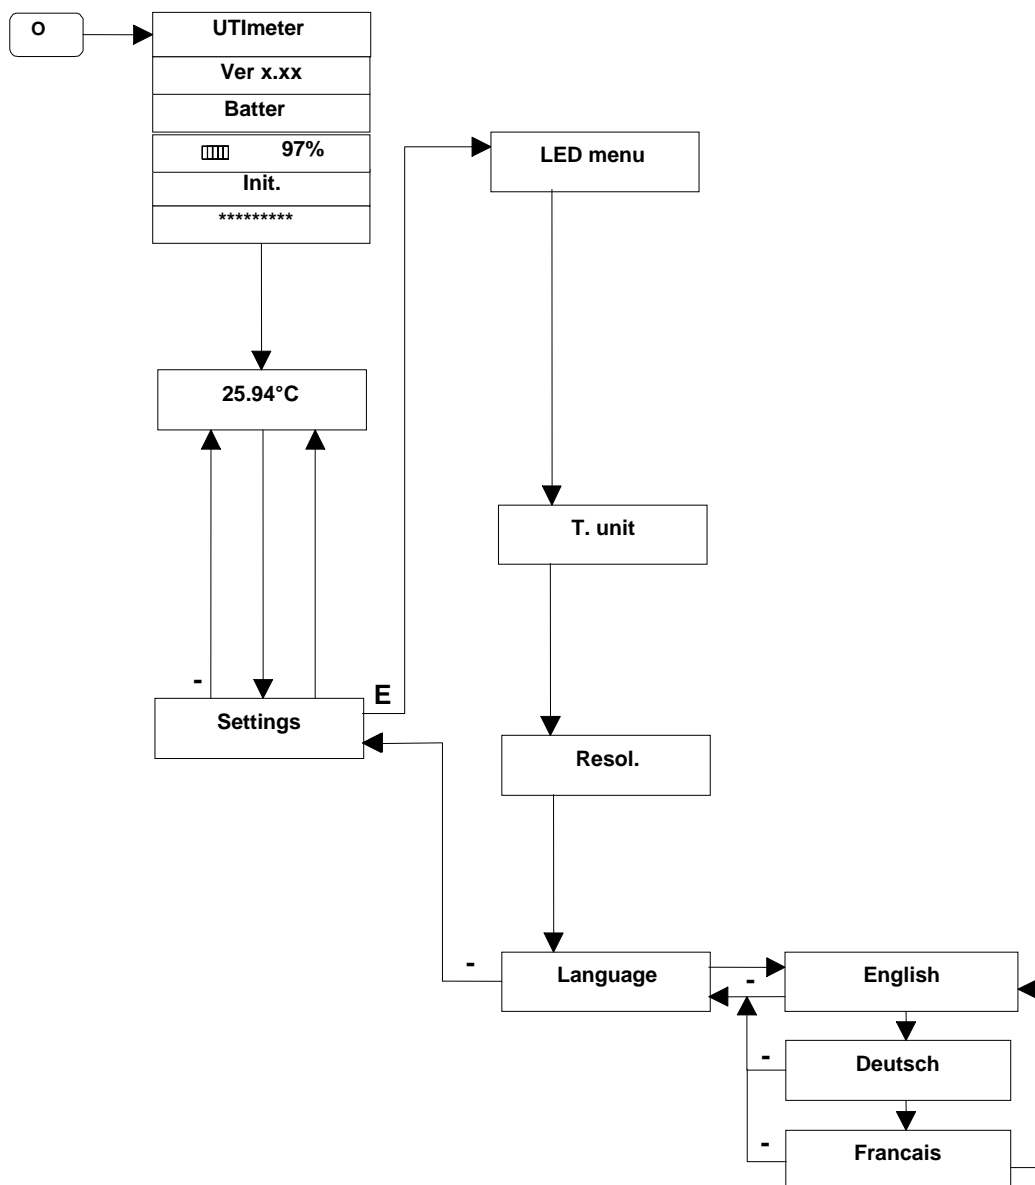 O
UTImeter
Ver x.xx
Batter
97%
Init.
*********
25.94°C
-
Settings
E
LED menu
T. unit
Resol.
-
Language
-
English
-
Deutsch
-
Francais